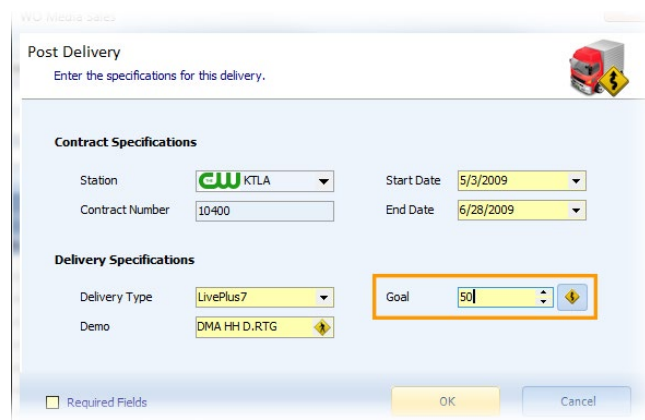 WO Media Sales
Post Delivery
Enter the specifications for this delivery.
Contract Specifications
Station CW KTLA Start Date 5/3/2009
Contract Number 10400 End Date 6/28/2009
Delivery Specifications
Delivery Type LivePlus7 Goal 50
Demo DMA HH D.RTG
Required Fields OK Cancel